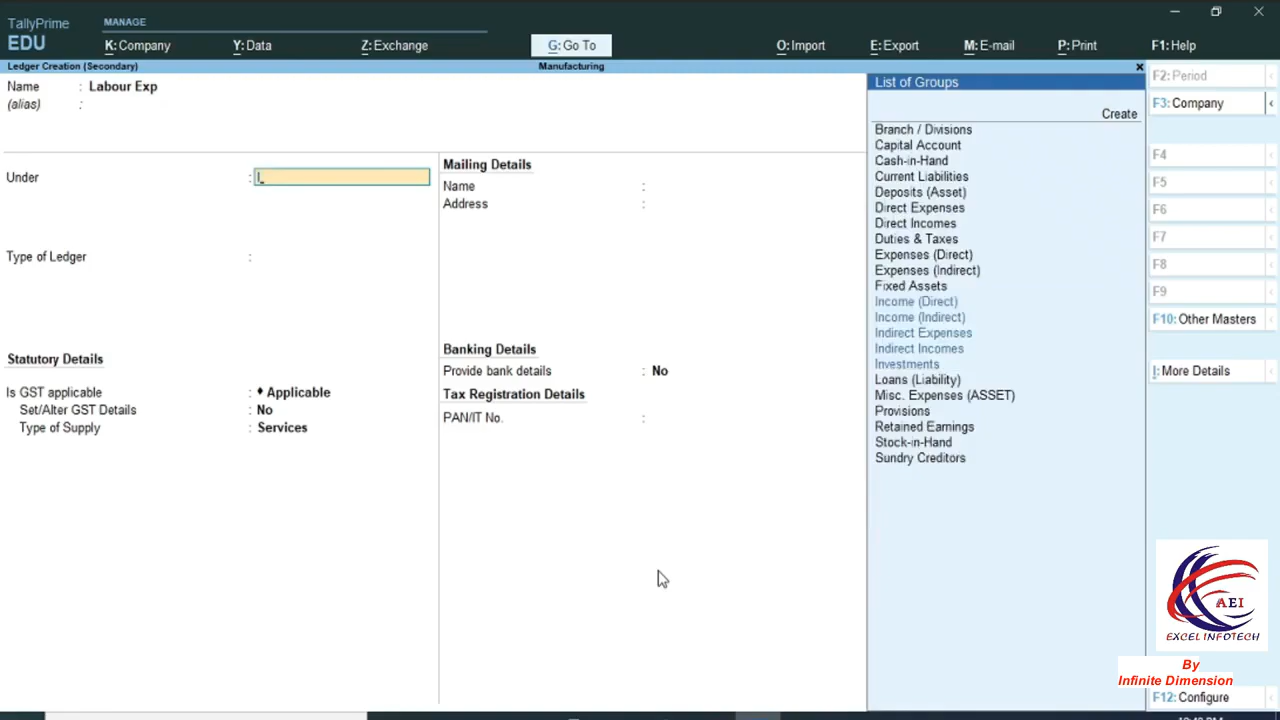 TallyPrime
EDU
MANAGE
K: Company
Y: Data
Z: Exchange
G: Go To
O: Import
E: Export
M: E-mail
P: Print
F1: Help
Ledger Creation (Secondary)
Manufacturing
Name : Labour Exp
(alias) :
Under : I
Type of Ledger :
Statutory Details
Is GST applicable : ♦ Applicable
Set/Alter GST Details : No
Type of Supply : Services
Mailing Details
Name :
Address :
Banking Details
Provide bank details : No
Tax Registration Details
PAN/IT No. :
List of Groups
Create
Branch / Divisions
Capital Account
Cash-in-Hand
Current Liabilities
Deposits (Asset)
Direct Expenses
Direct Incomes
Duties & Taxes
Expenses (Direct)
Expenses (Indirect)
Fixed Assets
Income (Direct)
Income (Indirect)
Indirect Expenses
Indirect Incomes
Investments
Loans (Liability)
Misc. Expenses (ASSET)
Provisions
Retained Earnings
Stock-in-Hand
Sundry Creditors
F2: Period
F3: Company
F4
F5
F6
F7
F8
F9
F10: Other Masters
I: More Details
AEI
EXCEL INFOTECH
By
Infinite Dimension
F12: Configure